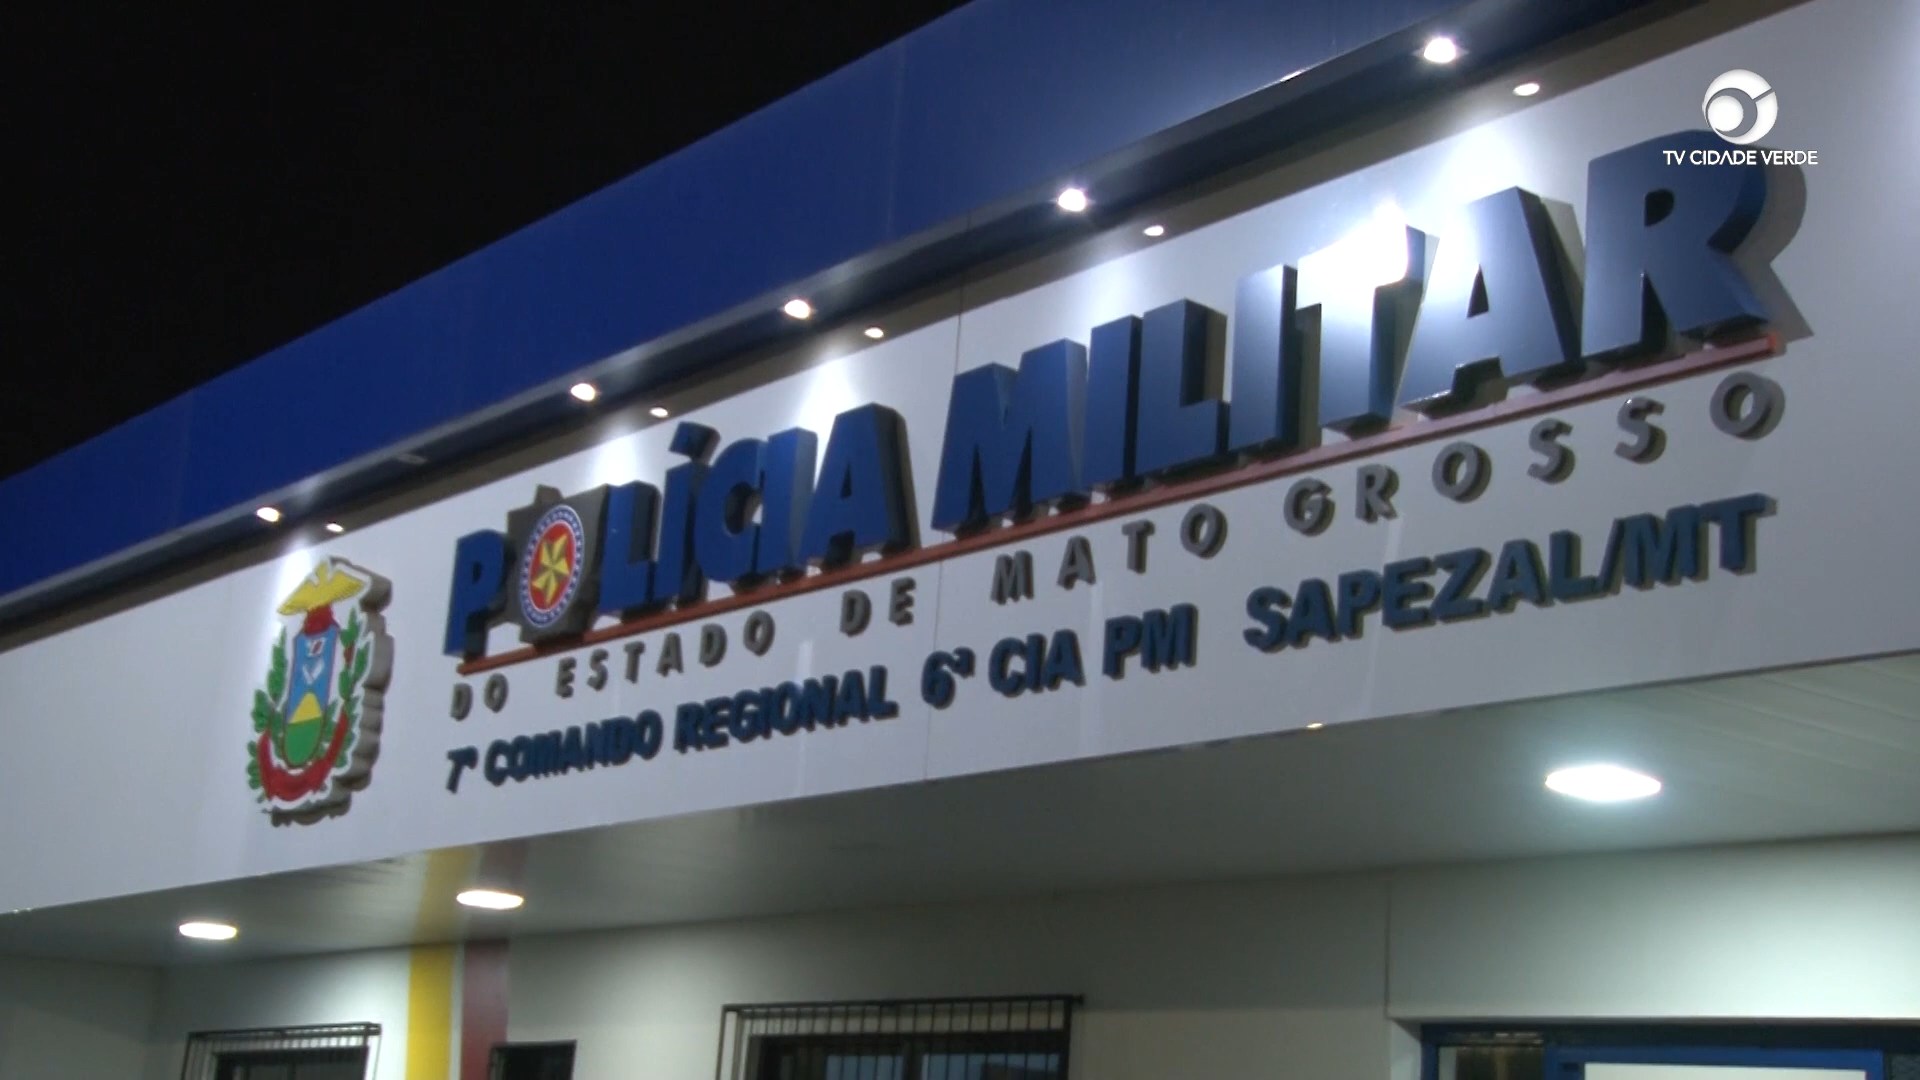 TV CIDADE VERDE
POLÍCIA MILITAR
DO ESTADO DE MATO GROSSO
7º COMANDO REGIONAL 6ª CIA PM SAPEZAL/MT